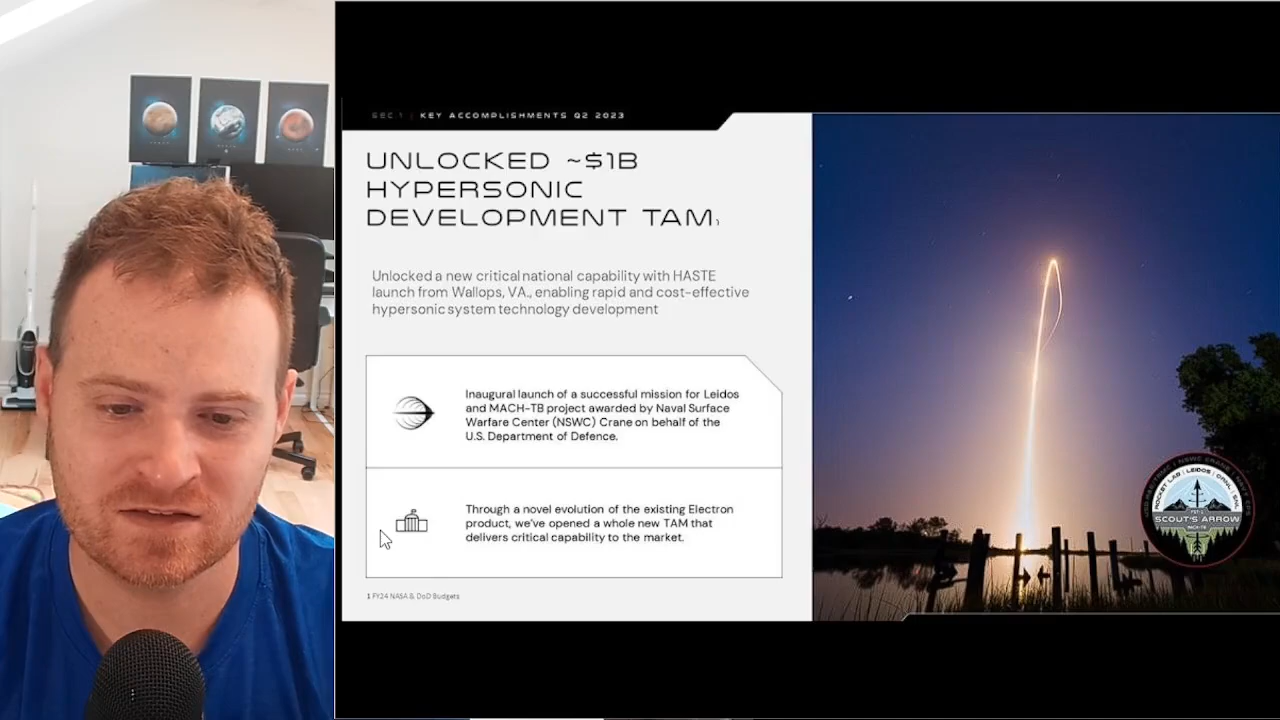 SEC.1 | KEY ACCOMPLISHMENTS Q2 2023
UNLOCKED ~$1B
HYPERSONIC
DEVELOPMENT TAM1
Unlocked a new critical national capability with HASTE
launch from Wallops, VA., enabling rapid and cost-effective
hypersonic system technology development
Inaugural launch of a successful mission for Leidos
and MACH-TB project awarded by Naval Surface
Warfare Center (NSWC) Crane on behalf of the
U.S. Department of Defence.
Through a novel evolution of the existing Electron
product, we've opened a whole new TAM that
delivers critical capability to the market.
1 FY24 NASA & DoD Budgets
ROCKET LAB | LEIDOS
SCOUT'S ARROW
MACH-TB